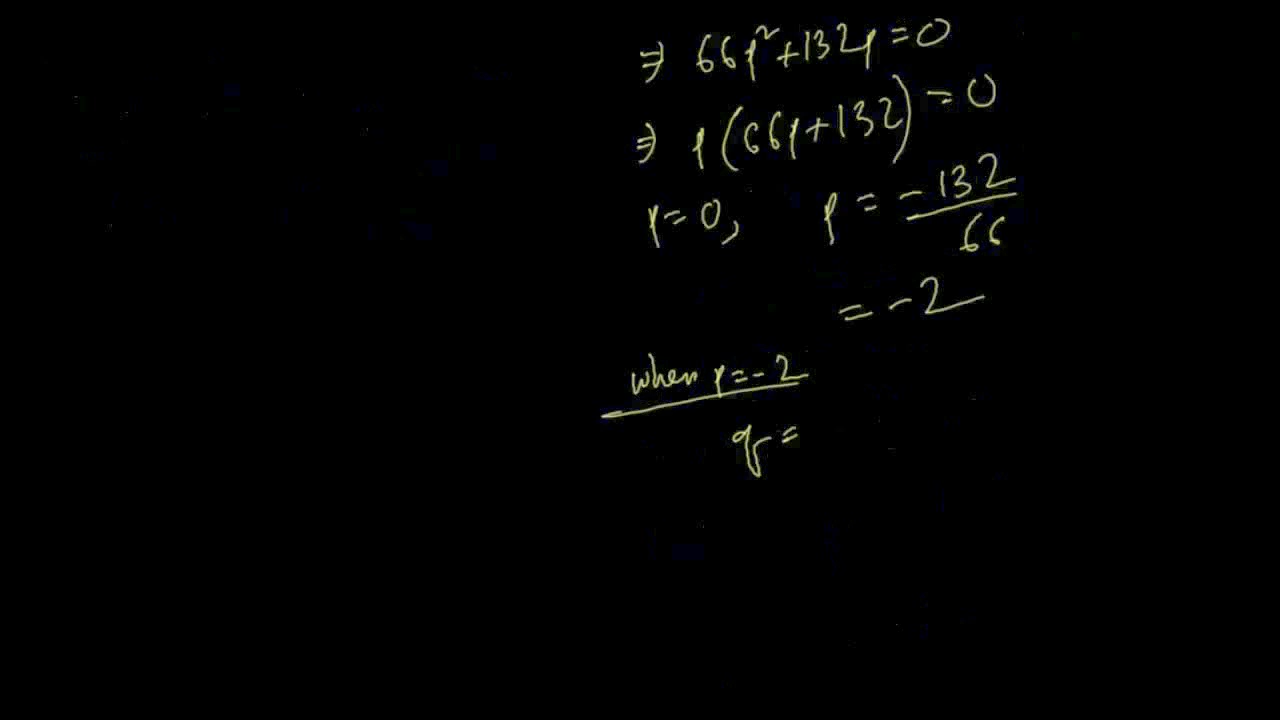 ⇒ 66p²+132p=0
⇒ p(66p+132)=0
p=0, p = -132/66
= -2
when p=-2
q=